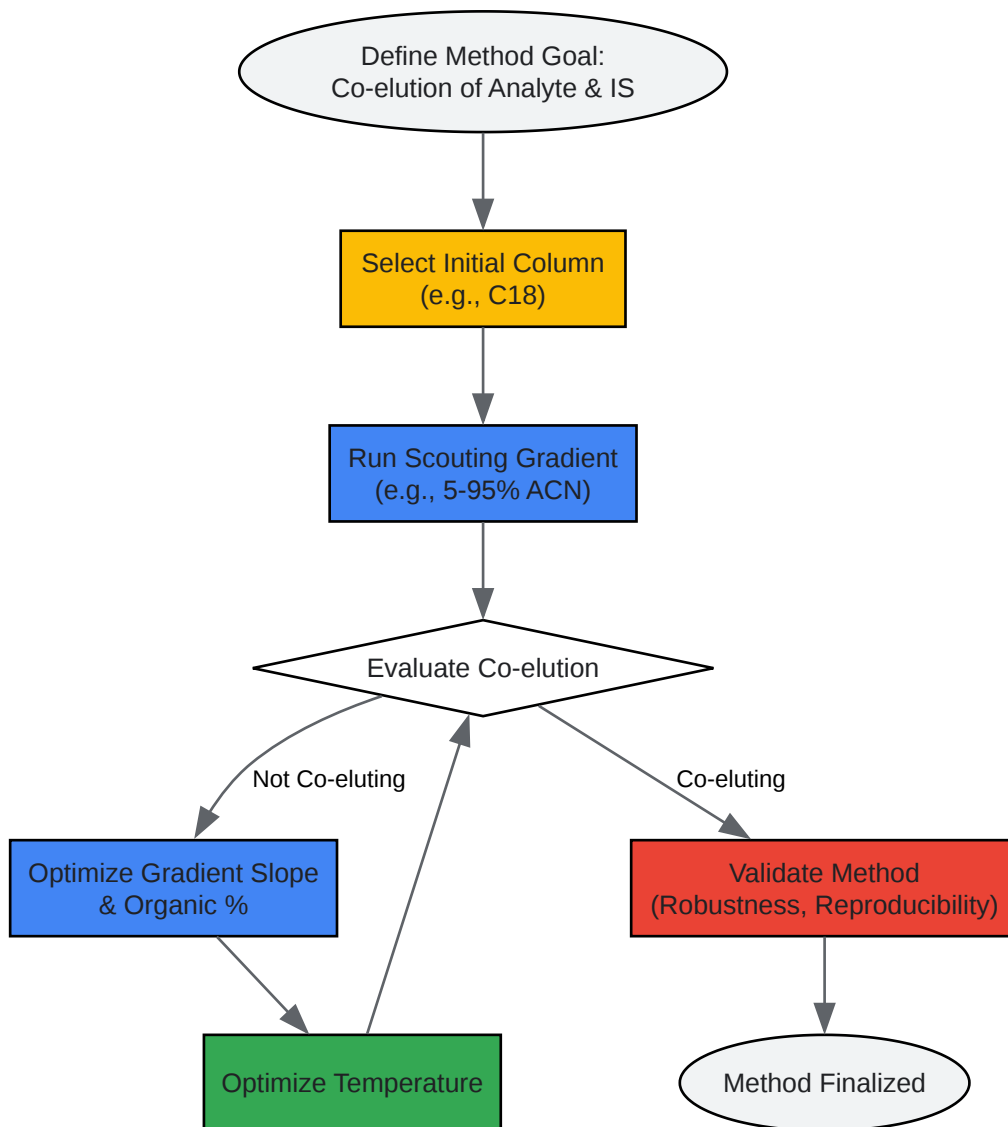 Define Method Goal:
Co-elution of Analyte & IS
Select Initial Column
(e.g., C18)
Run Scouting Gradient
(e.g., 5-95% ACN)
Evaluate Co-elution
Not Co-eluting
Co-eluting
Optimize Gradient Slope
& Organic %
Validate Method
(Robustness, Reproducibility)
Optimize Temperature
Method Finalized